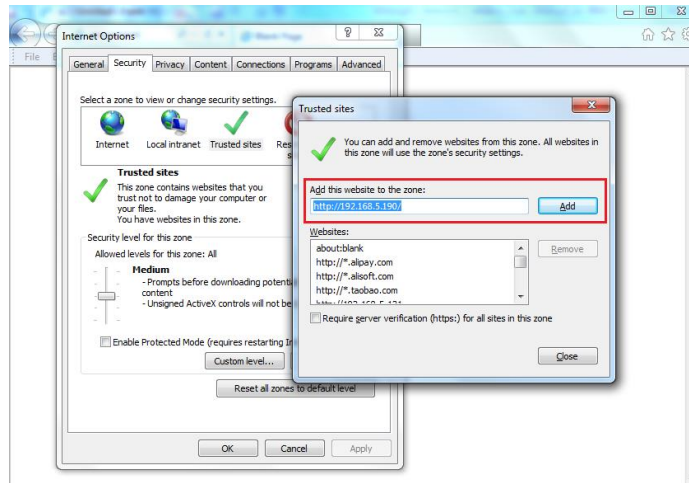 Internet Options
File
General Security Privacy Content Connections Programs Advanced
Select a zone to view or change security settings.
Internet Local intranet Trusted sites
Trusted sites
This zone contains websites that you
trust not to damage your computer or
your files.
You have websites in this zone.
Security level for this zone
Allowed levels for this zone: All
Medium
- Prompts before downloading potentia
content
- Unsigned ActiveX controls will not be
Enable Protected Mode (requires restarting In
Custom level...
Reset all zones to default level
OK Cancel Apply
Trusted sites
You can add and remove websites from this zone. All websites in
this zone will use the zone's security settings.
Add this website to the zone:
http://192.168.5.190/ Add
Websites:
about:blank Remove
http://*.alipay.com
http://*.alisoft.com
http://*.taobao.com
Require server verification (https:) for all sites in this zone
Close